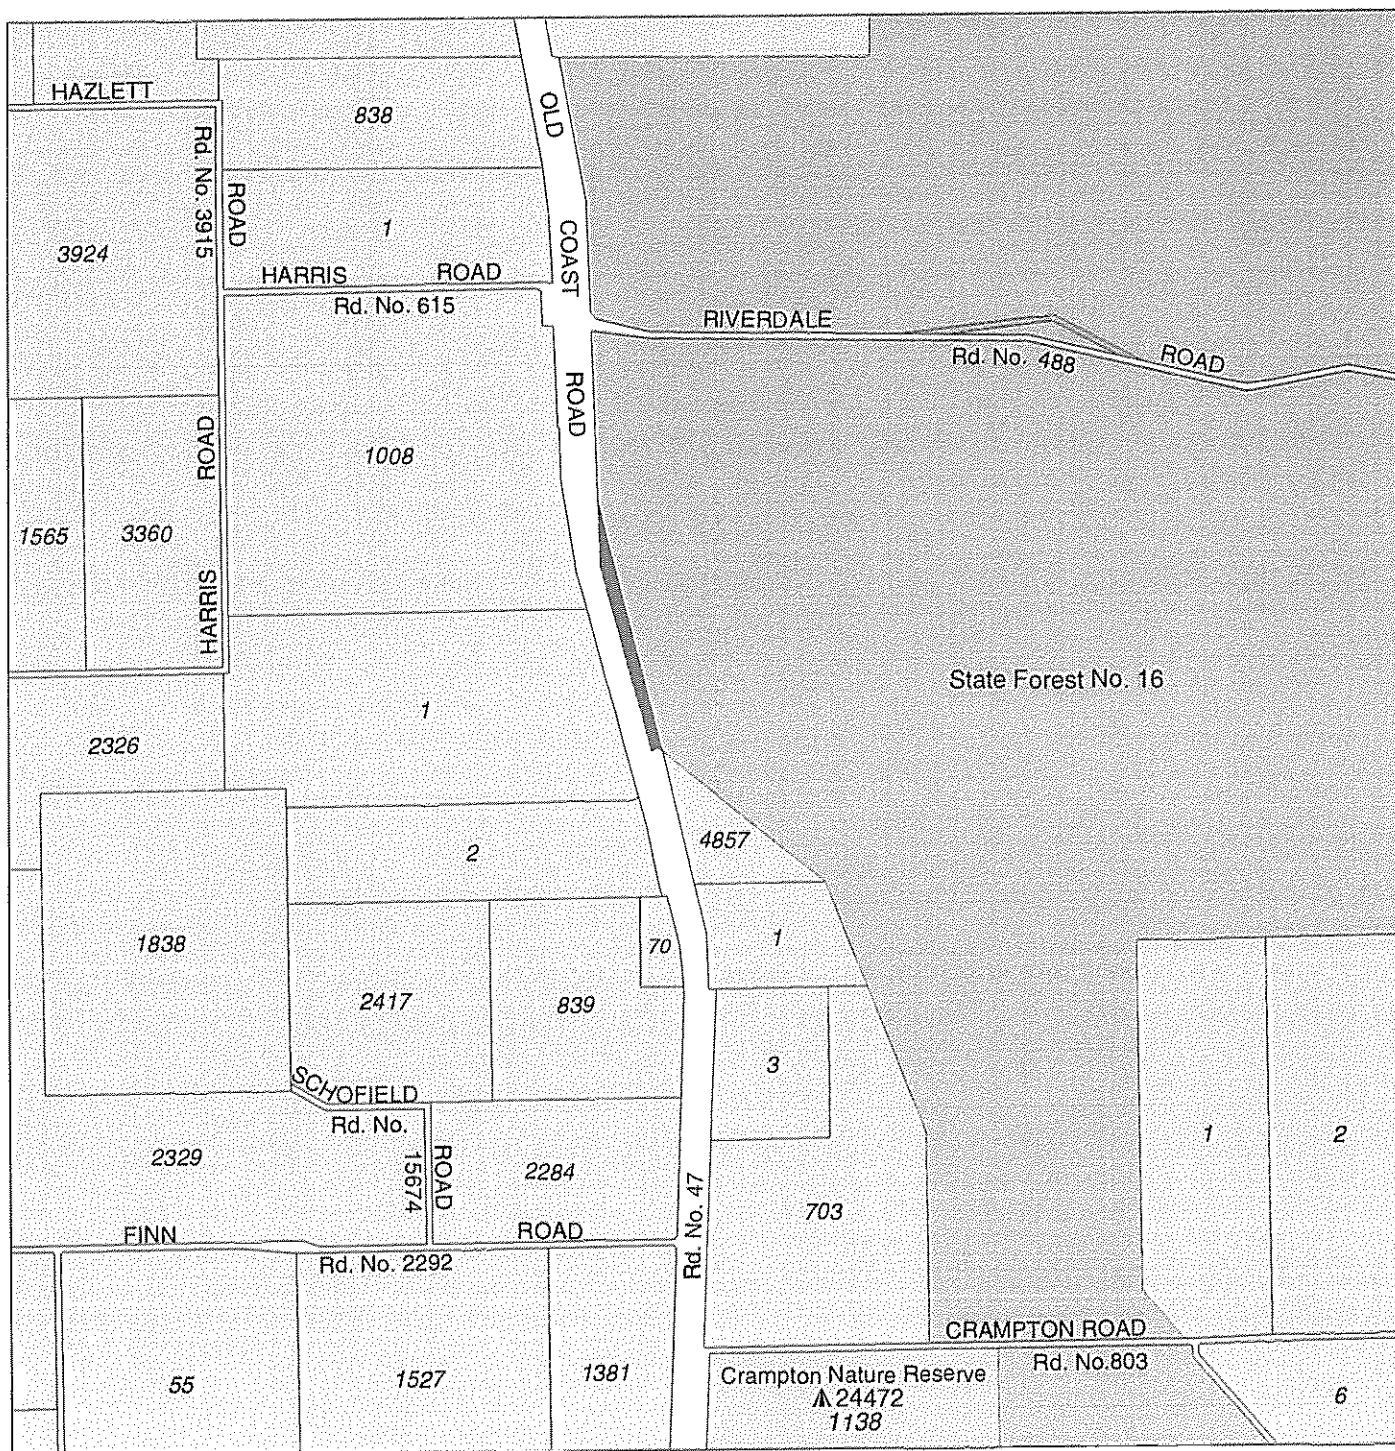 HAZLETT
838
OLD
Rd. No. 3915
ROAD
1
3924
COAST
HARRIS ROAD
Rd. No. 615
RIVERDALE
Rd. No. 488
ROAD
ROAD
ROAD
1008
1565
3360
HARRIS
State Forest No. 16
1
2326
4857
2
1838
70
1
2417
839
3
SCHOFIELD
Rd. No.
15674
ROAD
2329
2284
1
2
Rd. No. 47
703
FINN
ROAD
Rd. No. 2292
CRAMPTON ROAD
Rd. No.803
55
1527
1381
Crampton Nature Reserve
24472
1138
6